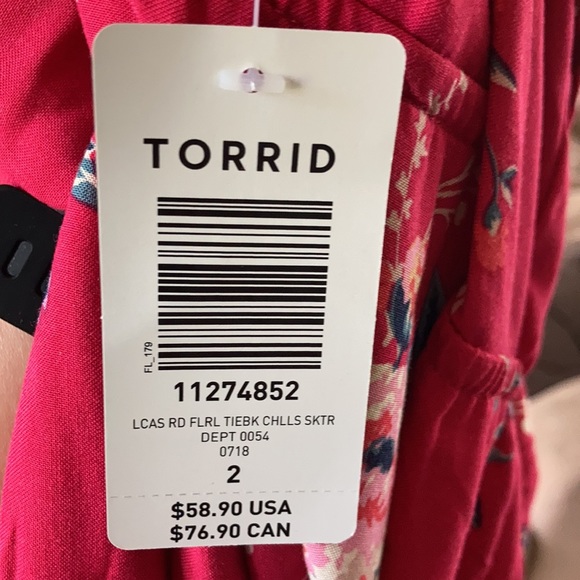 TORRID
FL_179
11274852
LCAS RD FLRL TIEBK CHLLS SKTR
DEPT 0054
0718
2
$58.90 USA
$76.90 CAN